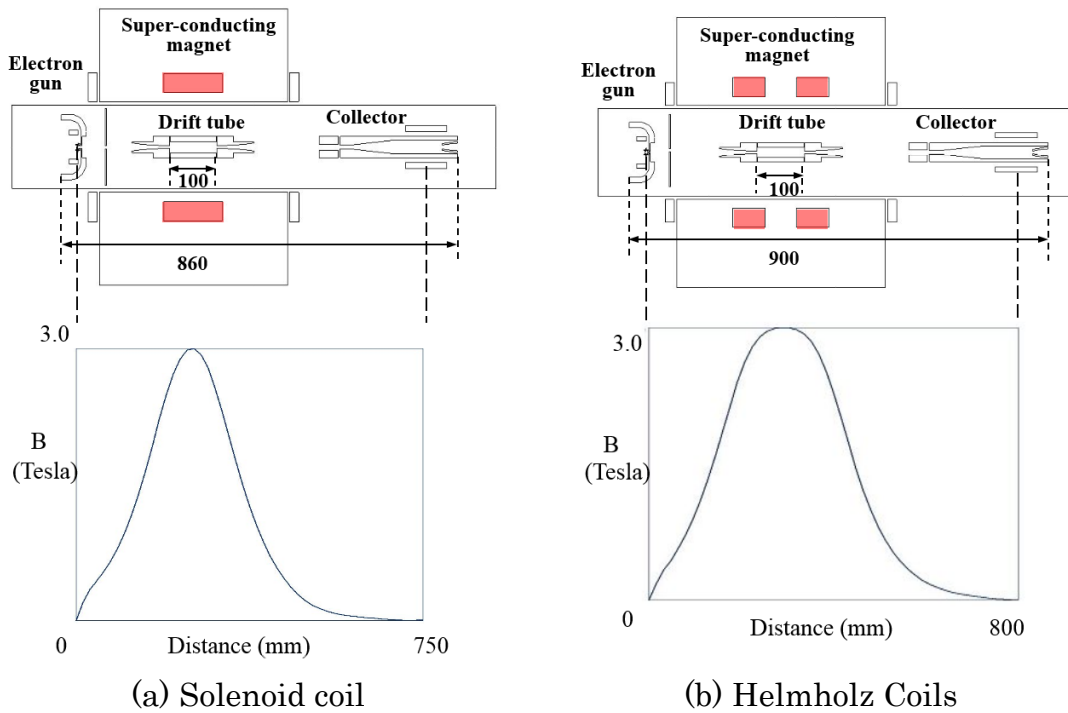 Super-conducting
magnet
Electron
gun
Drift tube
Collector
100
860
3.0
B
(Tesla)
0
Distance (mm)
750
(a) Solenoid coil
Super-conducting
magnet
Electron
gun
Drift tube
Collector
100
900
3.0
B
(Tesla)
0
Distance (mm)
800
(b) Helmholz Coils